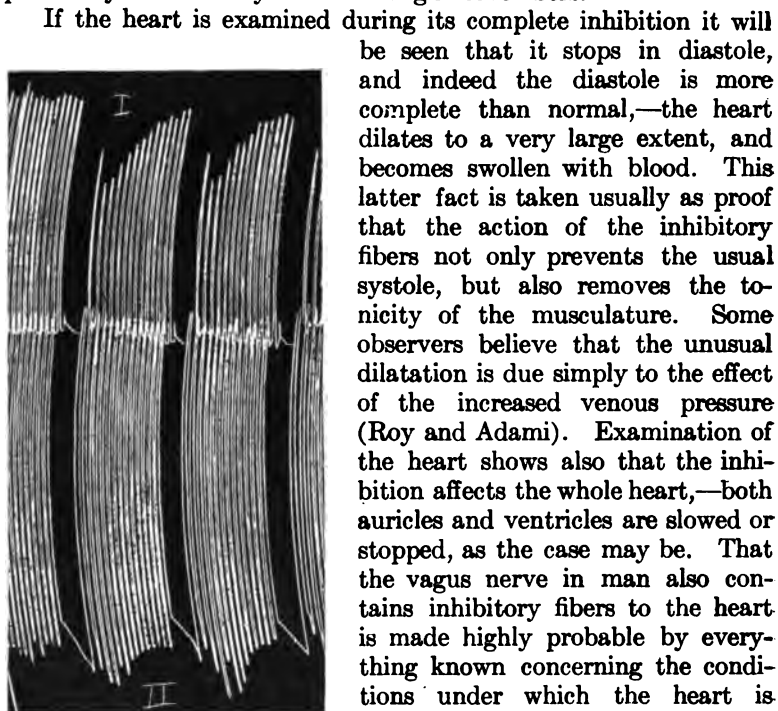 If the heart is examined during its complete inhibition it will
be seen that it stops in diastole,
and indeed the diastole is more
complete than normal,—the heart
dilates to a very large extent, and
becomes swollen with blood. This
latter fact is taken usually as proof
that the action of the inhibitory
fibers not only prevents the usual
systole, but also removes the to-
nicity of the musculature. Some
observers believe that the unusual
dilatation is due simply to the effect
of the increased venous pressure
(Roy and Adami). Examination of
the heart shows also that the inhi-
bition affects the whole heart,—both
auricles and ventricles are slowed or
stopped, as the case may be. That
the vagus nerve in man also con-
tains inhibitory fibers to the heart
is made highly probable by every-
thing known concerning the condi-
tions under which the heart is
I
II